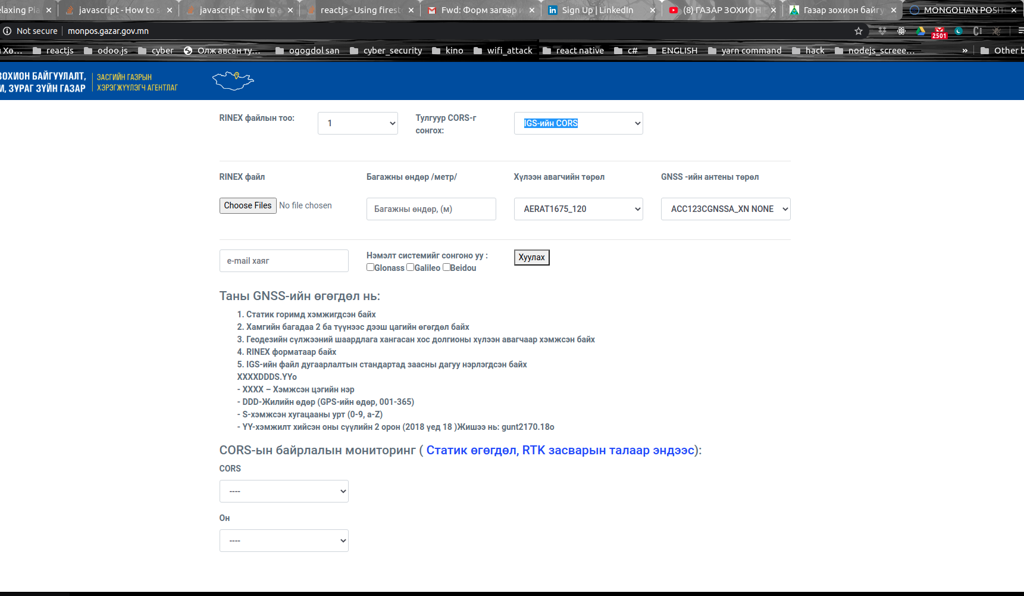 elaxing Pia
javascript - How to s
javascript - How to a
reactjs - Using firest
Fwd: Форм загвар
Sign Up | LinkedIn
(8) ГАЗАР ЗОХИОН
Газар зохион байгу
MONGOLIAN POSI
Not secure | monpos.gazar.gov.mn
2501
Хо...
reactjs
odoo.js
cyber
Олж авсан ту...
ogogdol san
cyber_security
kino
wifi_attack
react native
c#
ENGLISH
yarn command
hack
nodejs_scree...
»
Other b
ЗОХИОН БАЙГУУЛАЛТ,
И, ЗУРАГ ЗҮЙН ГАЗАР
ЗАСГИЙН ГАЗРЫН
ХЭРЭГЖҮҮЛЭГЧ АГЕНТЛАГ
RINEX файлын тоо:
1
Тулгуур CORS-г
сонгох:
IGS-ийн CORS
RINEX файл
Багажны өндөр /метр/
Хүлээн авагчийн төрөл
GNSS -ийн антены төрөл
Choose Files No file chosen
Багажны өндөр, (м)
AERAT1675_120
ACC123CGNSSA_XN NONE
e-mail хаяг
Нэмэлт системийг сонгоно уу :
Glonass Galileo Beidou
Хуулах
Таны GNSS-ийн өгөгдөл нь:
1. Статик горимд хэмжигдсэн байх
2. Хамгийн багадаа 2 ба түүнээс дээш цагийн өгөгдөл байх
3. Геодезийн сүлжээний шаардлага хангасан хос долгионы хүлээн авагчаар хэмжсэн байх
4. RINEX форматаар байх
5. IGS-ийн файл дугаарлалтын стандартад заасны дагуу нэрлэгдсэн байх
XXXXDDDS.YYo
- XXXX – Хэмжсэн цэгийн нэр
- DDD-Жилийн өдөр (GPS-ийн өдөр, 001-365)
- S-хэмжсэн хугацааны урт (0-9, a-Z)
- YY-хэмжилт хийсэн оны сүүлийн 2 орон (2018 үед 18 )Жишээ нь: gunt2170.18o
CORS-ын байрлалын мониторинг ( Статик өгөгдөл, RTK засварын талаар эндээс):
CORS
----
Он
----